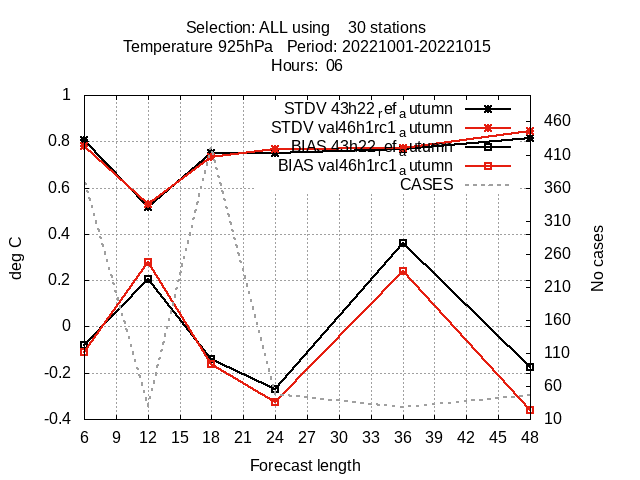 Selection: ALL using 30 stations
Temperature 925hPa Period: 20221001-20221015
Hours: 06
1
0.8
0.6
0.4
0.2
0
-0.2
-0.4
deg C
STDV 43h22_ref_autumn
STDV val46h1rc1_autumn
BIAS 43h22_ref_autumn
BIAS val46h1rc1_autumn
CASES
460
410
360
310
260
210
160
110
60
10
No cases
6 9 12 15 18 21 24 27 30 33 36 39 42 45 48
Forecast length